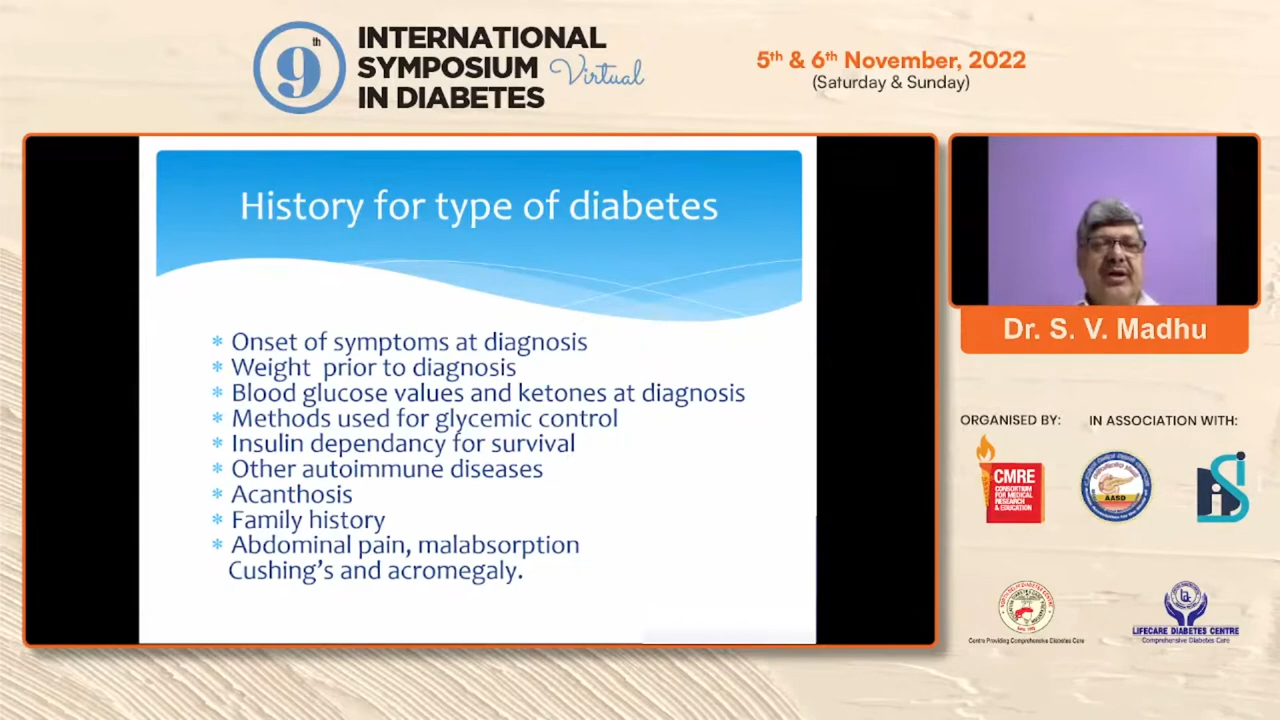 9th
INTERNATIONAL
SYMPOSIUM Virtual
IN DIABETES
5th & 6th November, 2022
(Saturday & Sunday)
History for type of diabetes
* Onset of symptoms at diagnosis
* Weight prior to diagnosis
* Blood glucose values and ketones at diagnosis
* Methods used for glycemic control
* Insulin dependancy for survival
* Other autoimmune diseases
* Acanthosis
* Family history
* Abdominal pain, malabsorption
Cushing's and acromegaly.
Dr. S. V. Madhu
ORGANISED BY:
IN ASSOCIATION WITH:
CMRE
CONSORTIUM
FOR MEDICAL
RESEARCH
& EDUCATION
AASD
Centre Providing Comprehensive Diabetes Care
LIFECARE DIABETES CENTRE
Comprehensive Diabetes Care